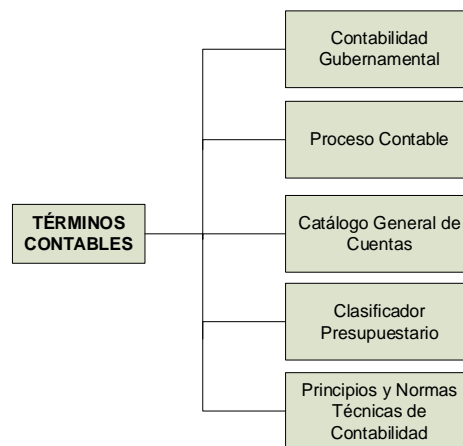 TÉRMINOS
CONTABLES
Contabilidad
Gubernamental
Proceso Contable
Catálogo General de
Cuentas
Clasificador
Presupuestario
Principios y Normas
Técnicas de
Contabilidad